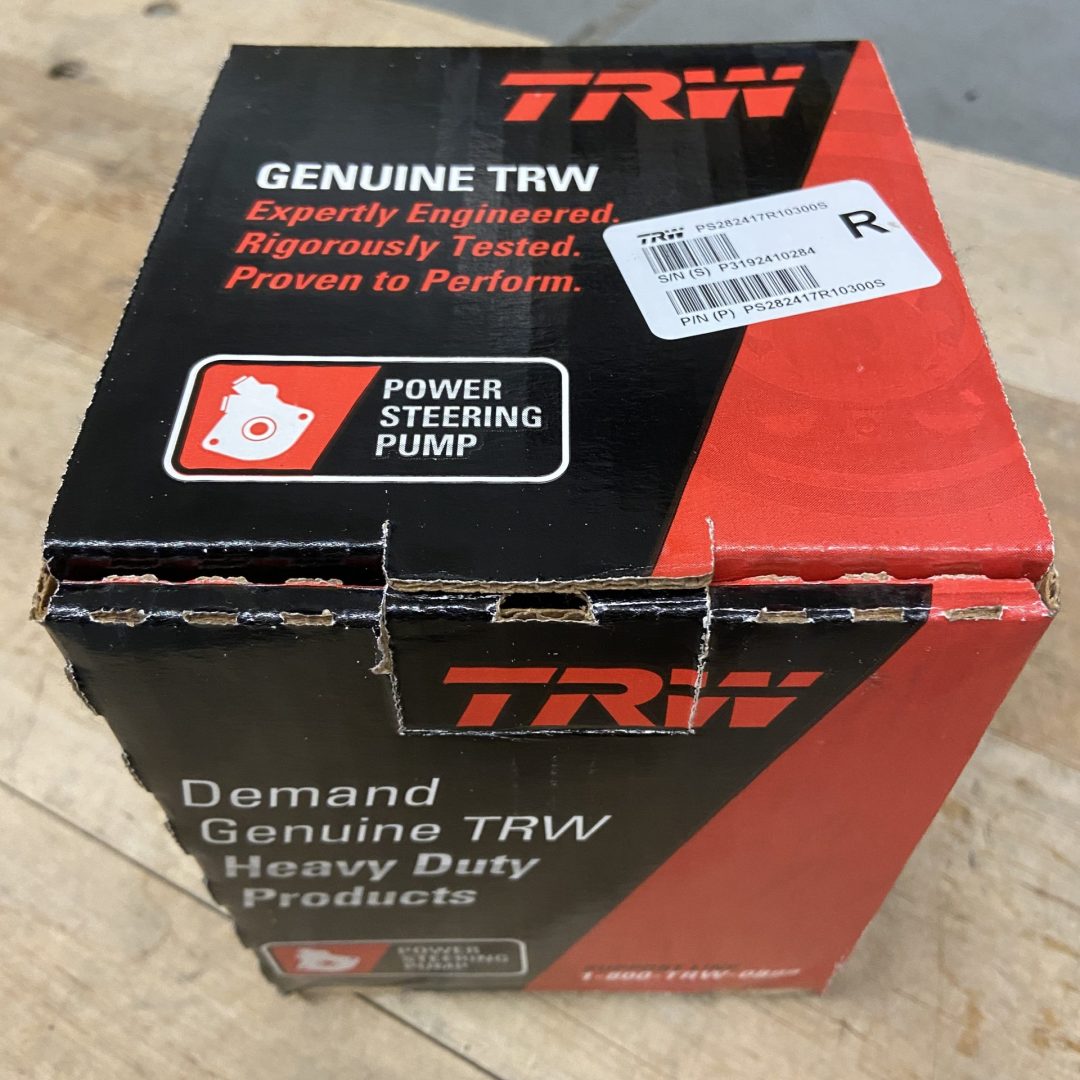 TRW
GENUINE TRW
Expertly Engineered.
Rigorously Tested.
Proven to Perform.
TRW PS282417R10300S
R
S/N (S) P3192410284
P/N (P) PS282417R10300S
POWER
STEERING
PUMP
TRW
Demand
Genuine TRW
Heavy Duty
Products
POWER
STEERING
PUMP